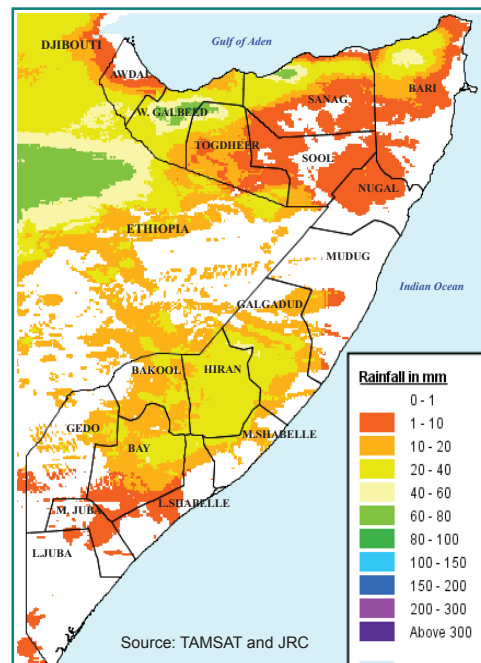 DJIBOUTI
Gulf of Aden
AWDAL
SANAG
BARI
W. GALBEED
TOGDHEER
SOOL
NUGAL
ETHIOPIA
MUDUG
Indian Ocean
GALGADUD
BAKOOL
HIRAN
GEDO
M.SHABELLE
BAY
L.SHABELLE
M. JUBA
L.JUBA
Rainfall in mm
0 - 1
1 - 10
10 - 20
20 - 40
40 - 60
60 - 80
80 - 100
100 - 150
150 - 200
200 - 300
Above 300
Source: TAMSAT and JRC